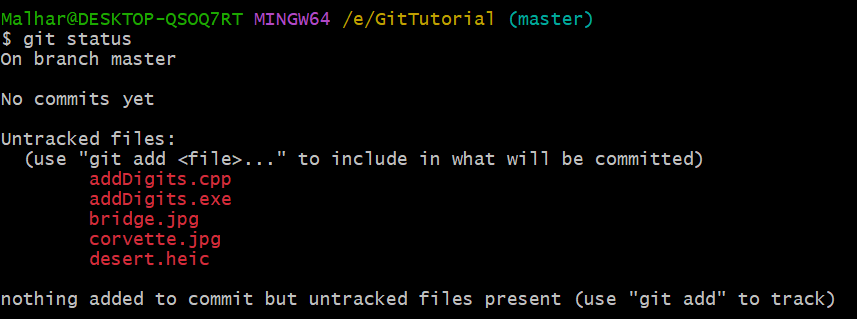 Malhar@DESKTOP-QSOQ7RT MINGW64 /e/GitTutorial (master)
$ git status
On branch master
No commits yet
Untracked files:
(use "git add <file>..." to include in what will be committed)
addDigits.cpp
addDigits.exe
bridge.jpg
corvette.jpg
desert.heic
nothing added to commit but untracked files present (use "git add" to track)